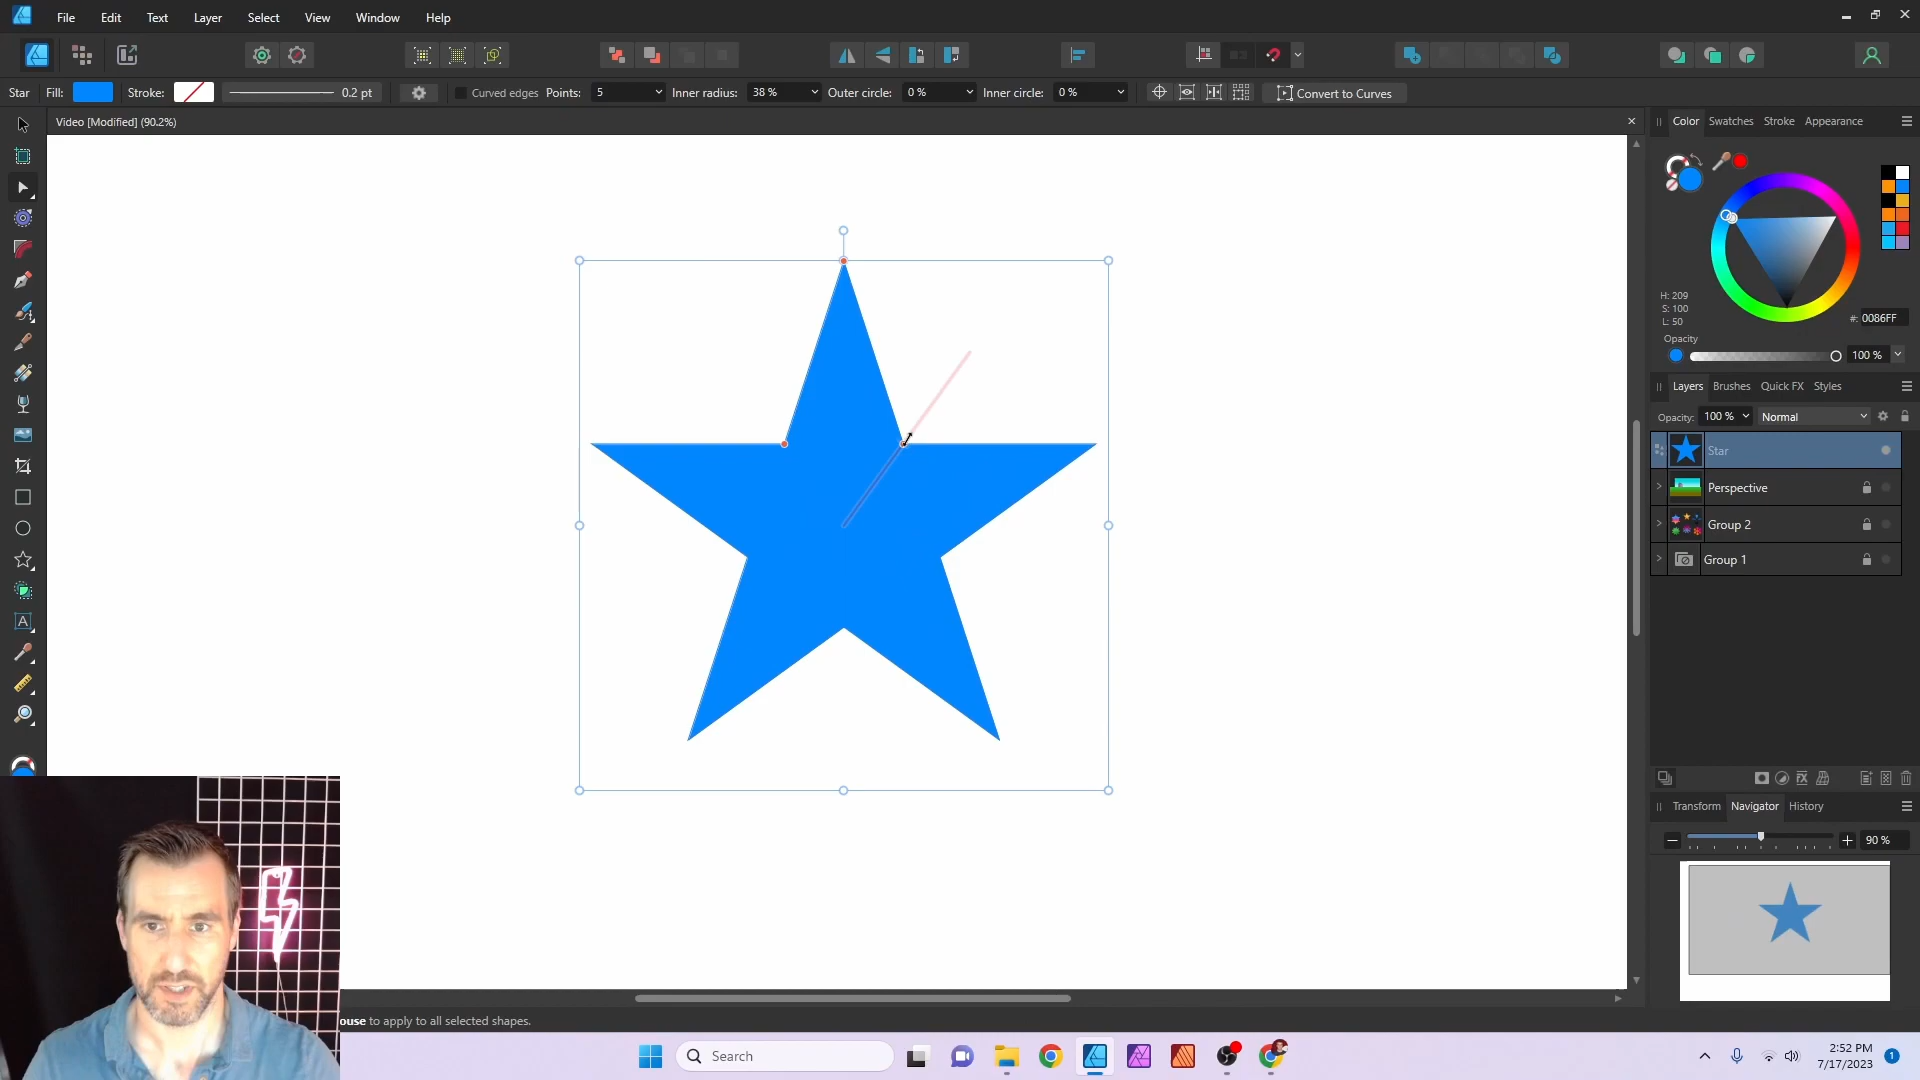 File Edit Text Layer Select View Window Help
Star Fill: Stroke: 0.2 pt Curved edges Points: 5 Inner radius: 38 % Outer circle: 0 % Inner circle: 0 % Convert to Curves
Video [Modified] (90.2%)
Color Swatches Stroke Appearance
H: 209
S: 100
L: 50
#: 0086FF
Opacity
100 %
Layers Brushes Quick FX Styles
Opacity: 100 % Normal
Star
Perspective
Group 2
Group 1
Transform Navigator History
90 %
ouse to apply to all selected shapes.
Search
2:52 PM
7/17/2023
1